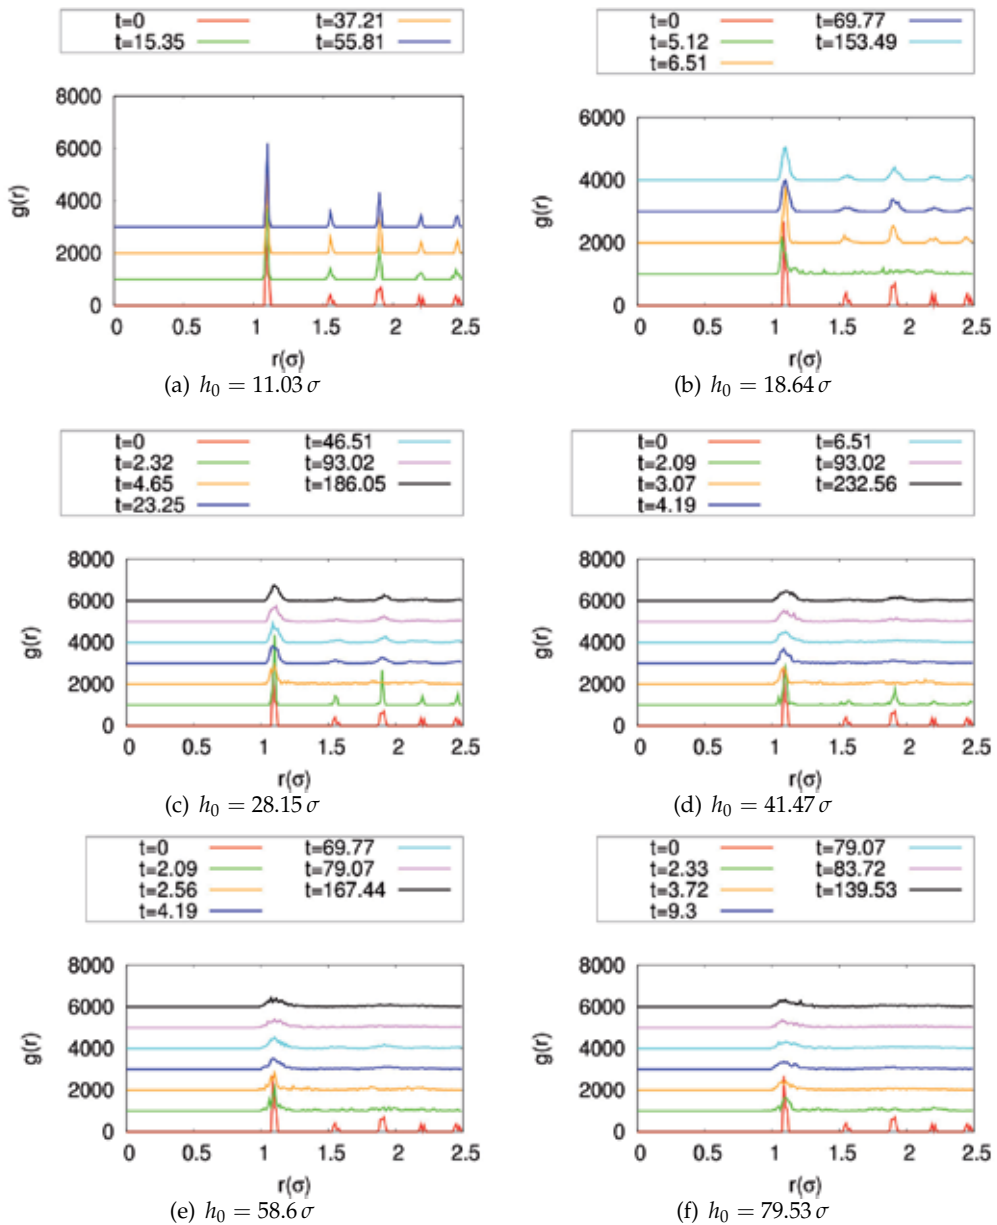 t=0
t=15.35
t=37.21
t=55.81
8000
6000
4000
2000
0
g(r)
0 0.5 1 1.5 2 2.5
r(σ)
(a) h₀ = 11.03 σ
t=0
t=5.12
t=6.51
t=69.77
t=153.49
6000
4000
2000
0
g(r)
0 0.5 1 1.5 2 2.5
r(σ)
(b) h₀ = 18.64 σ
t=0
t=2.32
t=4.65
t=23.25
t=46.51
t=93.02
t=186.05
8000
6000
4000
2000
0
g(r)
0 0.5 1 1.5 2 2.5
r(σ)
(c) h₀ = 28.15 σ
t=0
t=2.09
t=3.07
t=4.19
t=6.51
t=93.02
t=232.56
8000
6000
4000
2000
0
g(r)
0 0.5 1 1.5 2 2.5
r(σ)
(d) h₀ = 41.47 σ
t=0
t=2.09
t=2.56
t=4.19
t=69.77
t=79.07
t=167.44
8000
6000
4000
2000
0
g(r)
0 0.5 1 1.5 2 2.5
r(σ)
(e) h₀ = 58.6 σ
t=0
t=2.33
t=3.72
t=9.3
t=79.07
t=83.72
t=139.53
8000
6000
4000
2000
0
g(r)
0 0.5 1 1.5 2 2.5
r(σ)
(f) h₀ = 79.53 σ